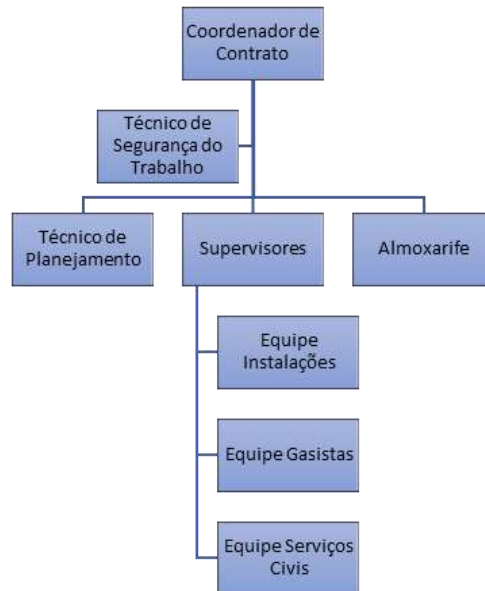 Coordenador de
Contrato
Técnico de
Segurança do
Trabalho
Técnico de
Planejamento
Supervisores
Almoxarife
Equipe
Instalações
Equipe Gasistas
Equipe Serviços
Civis